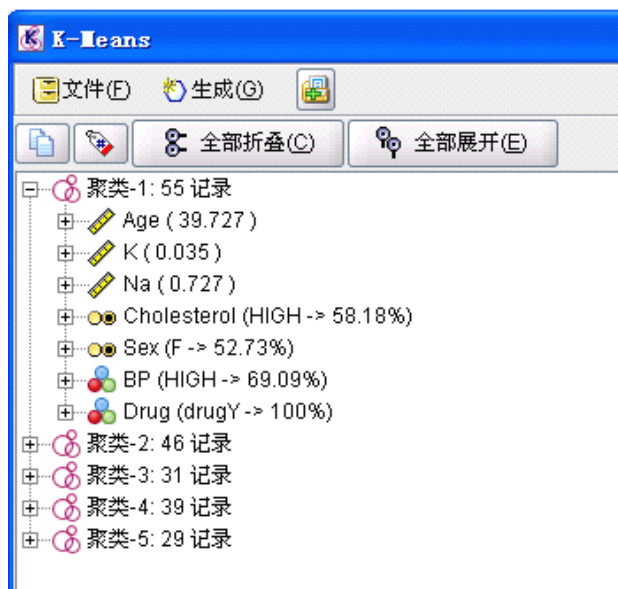 K-Means
文件(F) 生成(G)
全部折叠(C) 全部展开(E)
聚类-1: 55 记录
Age ( 39.727 )
K ( 0.035 )
Na ( 0.727 )
Cholesterol (HIGH -> 58.18%)
Sex (F -> 52.73%)
BP (HIGH -> 69.09%)
Drug (drugY -> 100%)
聚类-2: 46 记录
聚类-3: 31 记录
聚类-4: 39 记录
聚类-5: 29 记录